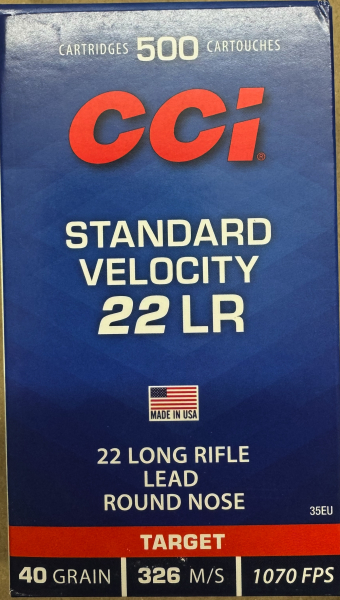 CARTRIDGES 500 CARTOUCHES
CCi®
STANDARD
VELOCITY
22 LR
MADE IN USA
22 LONG RIFLE
LEAD
ROUND NOSE
35EU
TARGET
40 GRAIN | 326 M/S | 1070 FPS